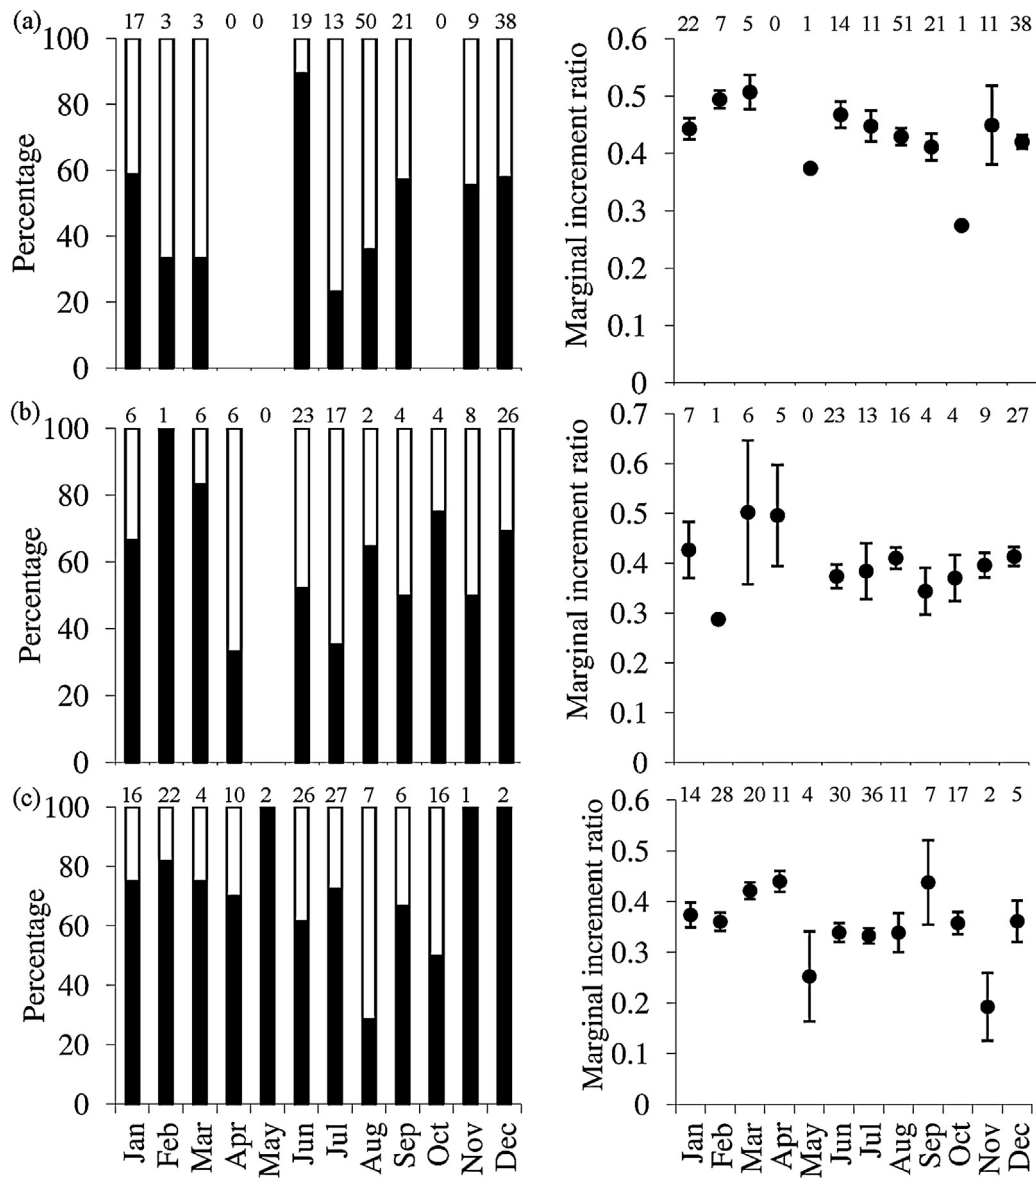 (a) 17 3 3 0 0 19 13 50 21 0 9 38
100
80
60
40
20
0
Percentage
22 7 5 0 1 14 11 51 21 1 11 38
0.6
0.5
0.4
0.3
0.2
0.1
0
Marginal increment ratio
(b) 6 1 6 6 0 23 17 2 4 4 8 26
100
80
60
40
20
0
Percentage
7 1 6 5 0 23 13 16 4 4 9 27
0.7
0.6
0.5
0.4
0.3
0.2
0.1
0
Marginal increment ratio
(c) 16 22 4 10 2 26 27 7 6 16 1 2
100
80
60
40
20
0
Percentage
Jan Feb Mar Apr May Jun Jul Aug Sep Oct Nov Dec
14 28 20 11 4 30 36 11 7 17 2 5
0.6
0.5
0.4
0.3
0.2
0.1
0
Marginal increment ratio
Jan Feb Mar Apr May Jun Jul Aug Sep Oct Nov Dec